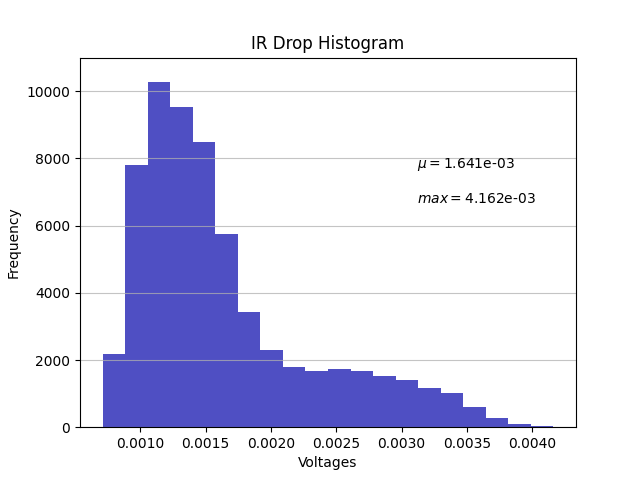 IR Drop Histogram
10000
8000
6000
4000
2000
0
Frequency
μ = 1.641e-03
max = 4.162e-03
0.0010 0.0015 0.0020 0.0025 0.0030 0.0035 0.0040
Voltages